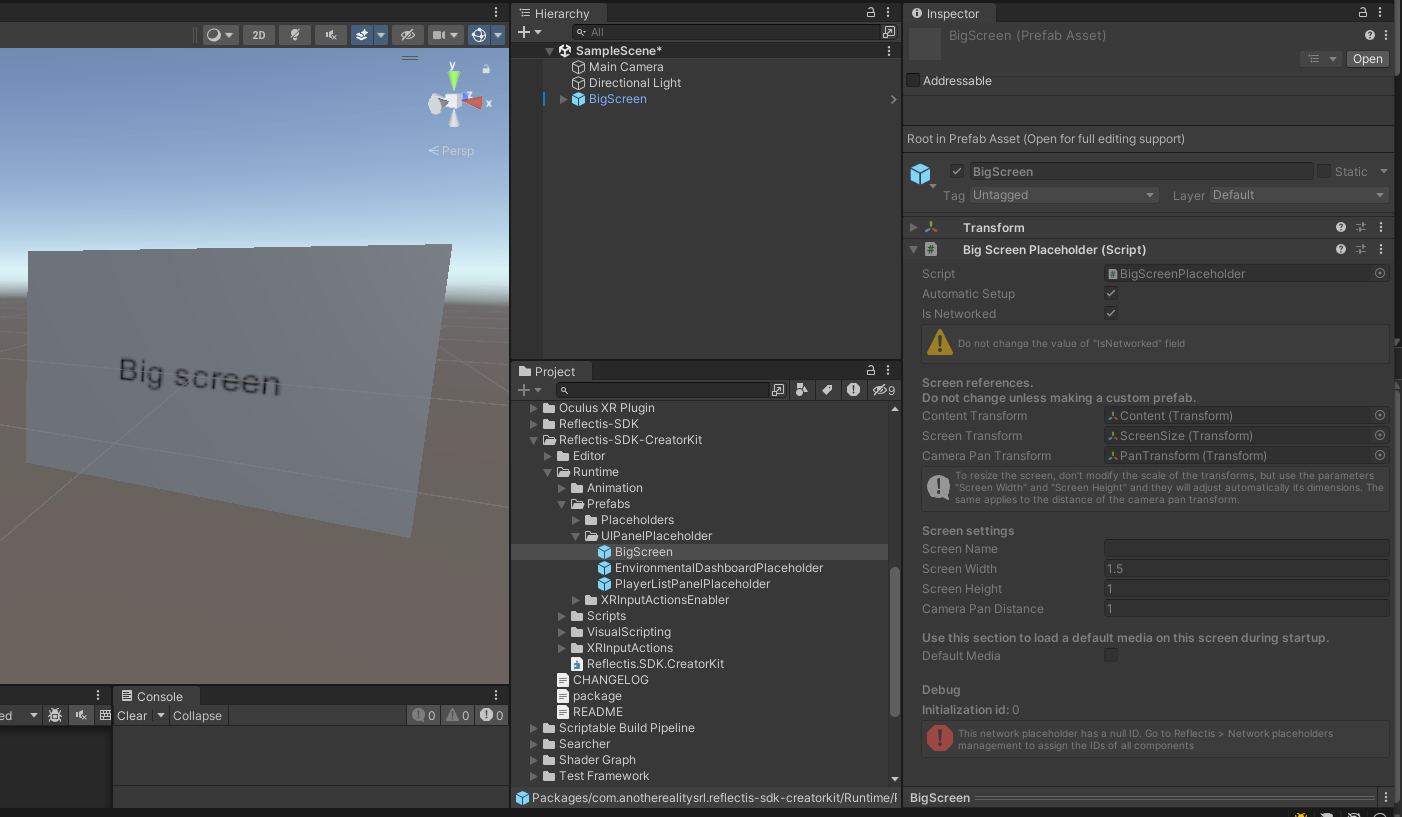 2D
y
z
x
Persp
Big screen
ed
Console
Clear
Collapse
0
0
0
Hierarchy
All
SampleScene*
Main Camera
Directional Light
BigScreen
Project
9
Oculus XR Plugin
Reflectis-SDK
Reflectis-SDK-CreatorKit
Editor
Runtime
Animation
Prefabs
Placeholders
UIPanelPlaceholder
BigScreen
EnvironmentalDashboardPlaceholder
PlayerListPanelPlaceholder
XRInputActionsEnabler
Scripts
VisualScripting
XRInputActions
Reflectis.SDK.CreatorKit
CHANGELOG
package
README
Scriptable Build Pipeline
Searcher
Shader Graph
Test Framework
Packages/com.anotherealitysrl.reflectis-sdk-creatorkit/Runtime/
Inspector
BigScreen (Prefab Asset)
Open
Addressable
Root in Prefab Asset (Open for full editing support)
BigScreen
Static
Tag Untagged
Layer Default
Transform
Big Screen Placeholder (Script)
Script BigScreenPlaceholder
Automatic Setup
Is Networked
Do not change the value of "IsNetworked" field
Screen references.
Do not change unless making a custom prefab.
Content Transform Content (Transform)
Screen Transform ScreenSize (Transform)
Camera Pan Transform PanTransform (Transform)
To resize the screen, don't modify the scale of the transforms, but use the parameters
"Screen Width" and "Screen Height" and they will adjust automatically its dimensions. The
same applies to the distance of the camera pan transform.
Screen settings
Screen Name
Screen Width 1.5
Screen Height 1
Camera Pan Distance 1
Use this section to load a default media on this screen during startup.
Default Media
Debug
Initialization id: 0
This network placeholder has a null ID. Go to Reflectis > Network placeholders
management to assign the IDs of all components
BigScreen